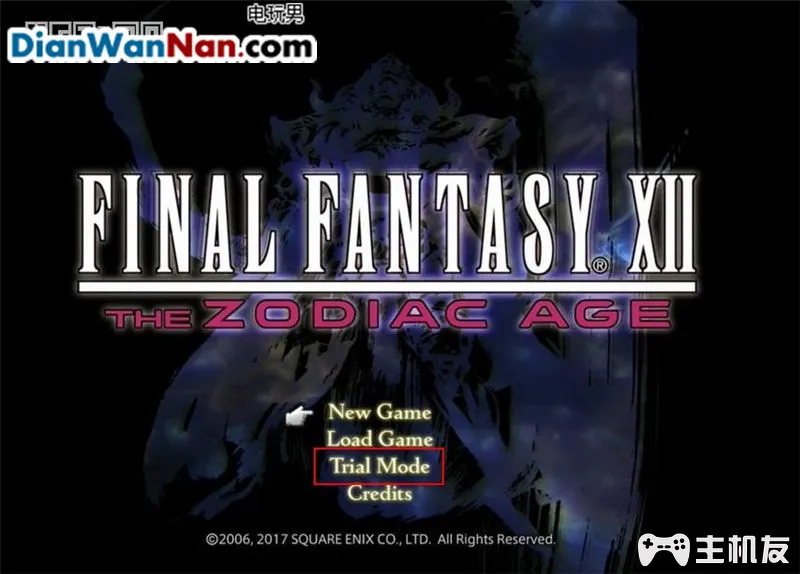 电玩男
DianWanNan.com
FINAL FANTASY® XII
THE ZODIAC AGE
New Game
Load Game
Trial Mode
Credits
©2006, 2017 SQUARE ENIX CO., LTD. All Rights Reserved.
主机友